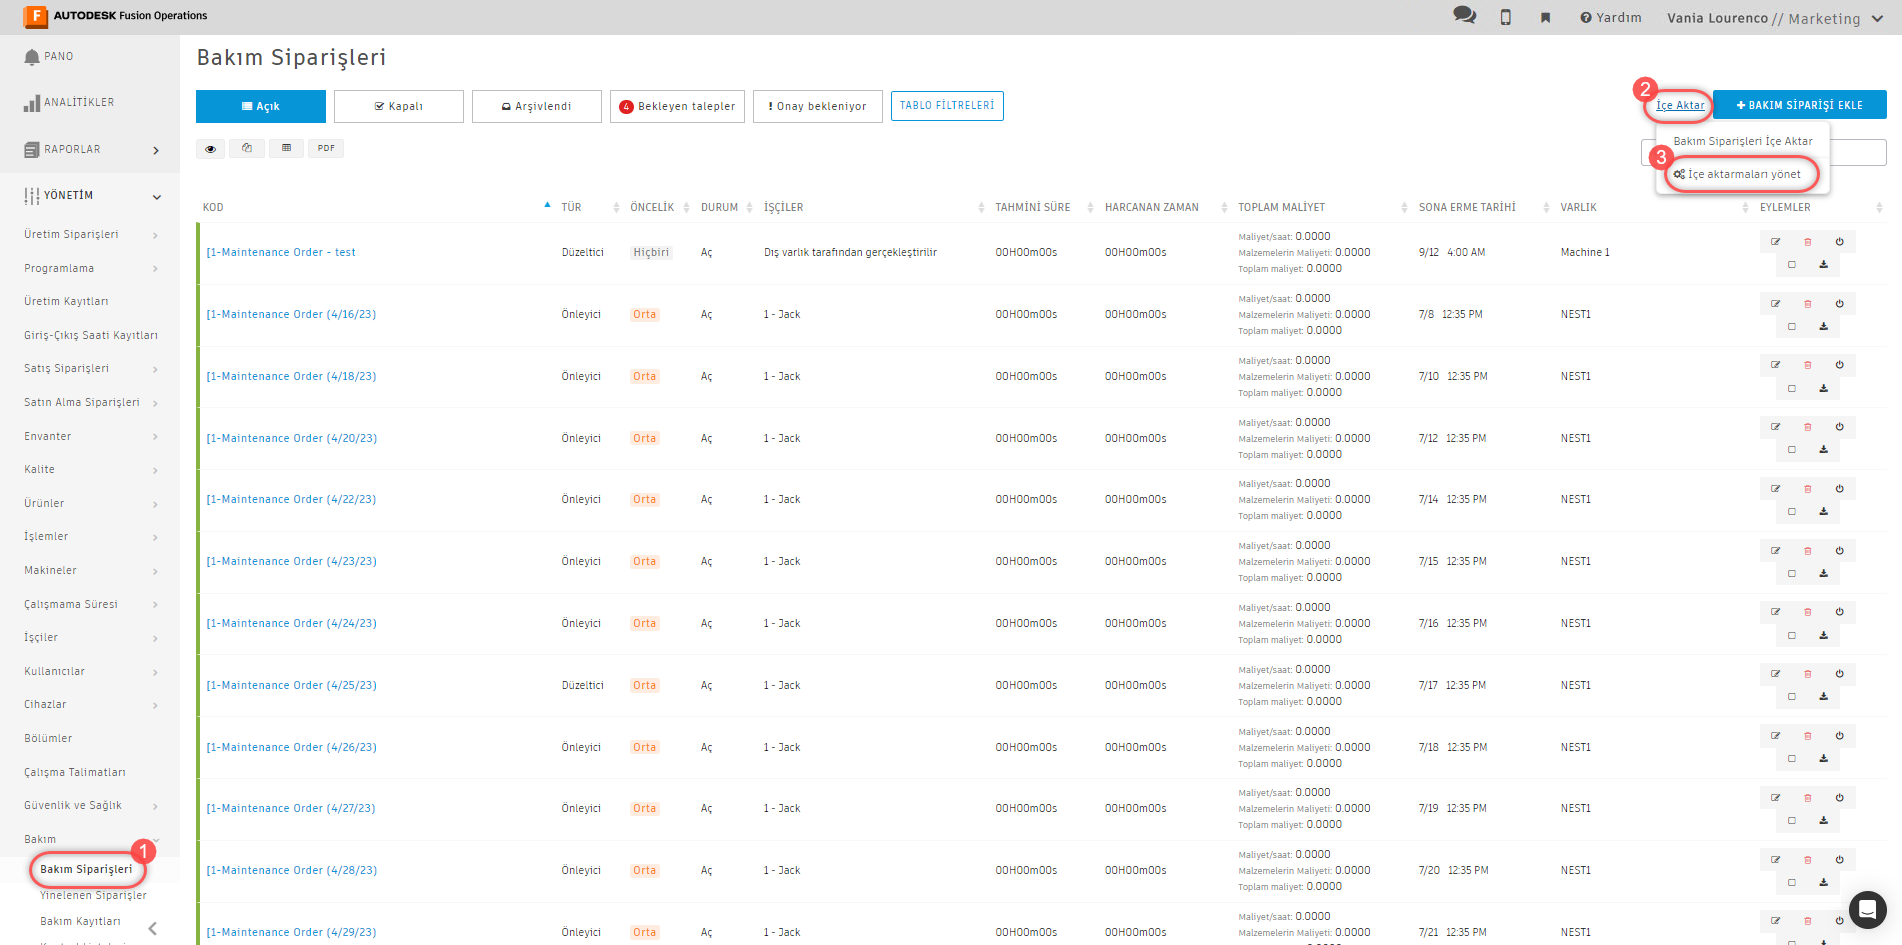 AUTODESK Fusion Operations
Yardım
Vania Lourenco // Marketing
PANO
ANALİTİKLER
RAPORLAR
YÖNETİM
Üretim Siparişleri
Programlama
Üretim Kayıtları
Giriş-Çıkış Saati Kayıtları
Satış Siparişleri
Satın Alma Siparişleri
Envanter
Kalite
Ürünler
İşlemler
Makineler
Çalışmama Süresi
İşçiler
Kullanıcılar
Cihazlar
Bölümler
Çalışma Talimatları
Güvenlik ve Sağlık
Bakım
1
Bakım Siparişleri
Yinelenen Siparişler
Bakım Kayıtları
Bakım Siparişleri
Açık
Kapalı
Arşivlendi
4 Bekleyen talepler
! Onay bekleniyor
TABLO FİLTRELERİ
2
İçe Aktar
+ BAKIM SİPARİŞİ EKLE
Bakım Siparişleri İçe Aktar
3
İçe aktarmaları yönet
PDF
KOD TÜR ÖNCELİK DURUM İŞÇİLER TAHMİNİ SÜRE HARCANAN ZAMAN TOPLAM MALİYET SONA ERME TARİHİ VARLIK EYLEMLER
Maliyet/saat: 0.0000
[1-Maintenance Order - test Düzeltici Hiçbiri Aç Dış varlık tarafından gerçekleştirilir 00H00m00s 00H00m00s Malzemelerin Maliyeti: 0.0000 9/12 4:00 AM Machine 1
Toplam maliyet: 0.0000
Maliyet/saat: 0.0000
[1-Maintenance Order (4/16/23) Önleyici Orta Aç 1 - Jack 00H00m00s 00H00m00s Malzemelerin Maliyeti: 0.0000 7/8 12:35 PM NEST1
Toplam maliyet: 0.0000
Maliyet/saat: 0.0000
[1-Maintenance Order (4/18/23) Önleyici Orta Aç 1 - Jack 00H00m00s 00H00m00s Malzemelerin Maliyeti: 0.0000 7/10 12:35 PM NEST1
Toplam maliyet: 0.0000
Maliyet/saat: 0.0000
[1-Maintenance Order (4/20/23) Önleyici Orta Aç 1 - Jack 00H00m00s 00H00m00s Malzemelerin Maliyeti: 0.0000 7/12 12:35 PM NEST1
Toplam maliyet: 0.0000
Maliyet/saat: 0.0000
[1-Maintenance Order (4/22/23) Önleyici Orta Aç 1 - Jack 00H00m00s 00H00m00s Malzemelerin Maliyeti: 0.0000 7/14 12:35 PM NEST1
Toplam maliyet: 0.0000
Maliyet/saat: 0.0000
[1-Maintenance Order (4/23/23) Önleyici Orta Aç 1 - Jack 00H00m00s 00H00m00s Malzemelerin Maliyeti: 0.0000 7/15 12:35 PM NEST1
Toplam maliyet: 0.0000
Maliyet/saat: 0.0000
[1-Maintenance Order (4/24/23) Önleyici Orta Aç 1 - Jack 00H00m00s 00H00m00s Malzemelerin Maliyeti: 0.0000 7/16 12:35 PM NEST1
Toplam maliyet: 0.0000
Maliyet/saat: 0.0000
[1-Maintenance Order (4/25/23) Düzeltici Orta Aç 1 - Jack 00H00m00s 00H00m00s Malzemelerin Maliyeti: 0.0000 7/17 12:35 PM NEST1
Toplam maliyet: 0.0000
Maliyet/saat: 0.0000
[1-Maintenance Order (4/26/23) Önleyici Orta Aç 1 - Jack 00H00m00s 00H00m00s Malzemelerin Maliyeti: 0.0000 7/18 12:35 PM NEST1
Toplam maliyet: 0.0000
Maliyet/saat: 0.0000
[1-Maintenance Order (4/27/23) Önleyici Orta Aç 1 - Jack 00H00m00s 00H00m00s Malzemelerin Maliyeti: 0.0000 7/19 12:35 PM NEST1
Toplam maliyet: 0.0000
Maliyet/saat: 0.0000
[1-Maintenance Order (4/28/23) Önleyici Orta Aç 1 - Jack 00H00m00s 00H00m00s Malzemelerin Maliyeti: 0.0000 7/20 12:35 PM NEST1
Toplam maliyet: 0.0000
Maliyet/saat: 0.0000
[1-Maintenance Order (4/29/23) Önleyici Orta Aç 1 - Jack 00H00m00s 00H00m00s Malzemelerin Maliyeti: 0.0000 7/21 12:35 PM NEST1